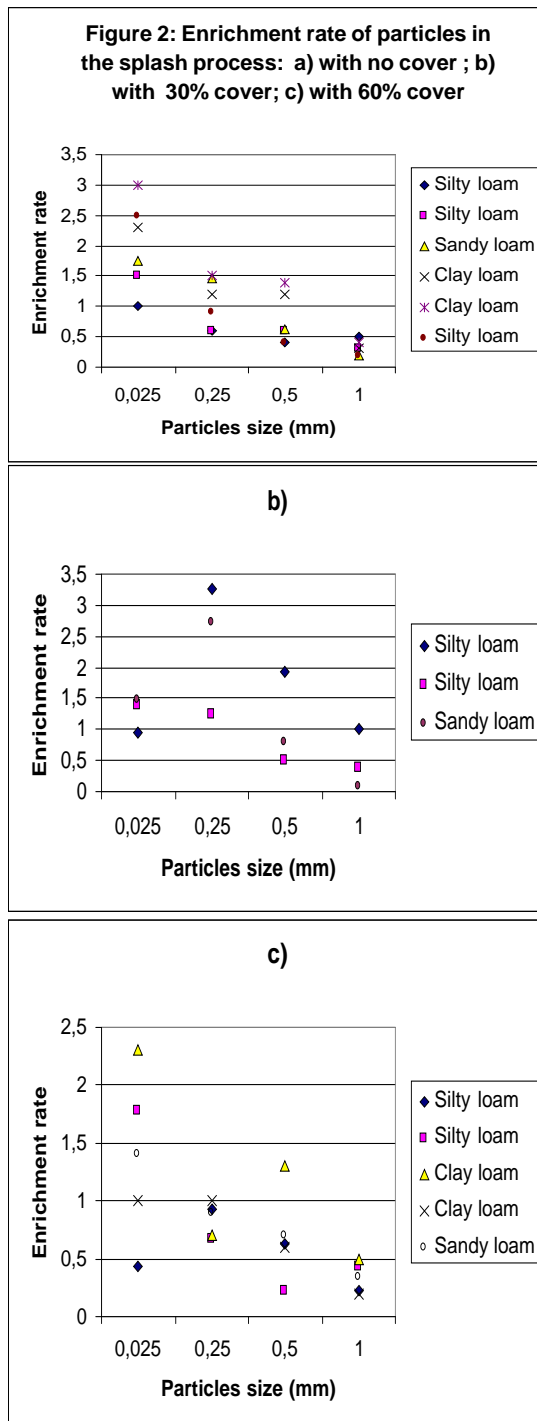 Figure 2: Enrichment rate of particles in
the splash process: a) with no cover ; b)
with 30% cover; c) with 60% cover
3,5
3
2,5
2
1,5
1
0,5
0
Enrichment rate
0,025 0,25 0,5 1
Particles size (mm)
Silty loam
Silty loam
Sandy loam
Clay loam
Clay loam
Silty loam
b)
3,5
3
2,5
2
1,5
1
0,5
0
Enrichment rate
0,025 0,25 0,5 1
Particles size (mm)
Silty loam
Silty loam
Sandy loam
c)
2,5
2
1,5
1
0,5
0
Enrichment rate
0,025 0,25 0,5 1
Particles size (mm)
Silty loam
Silty loam
Clay loam
Clay loam
Sandy loam